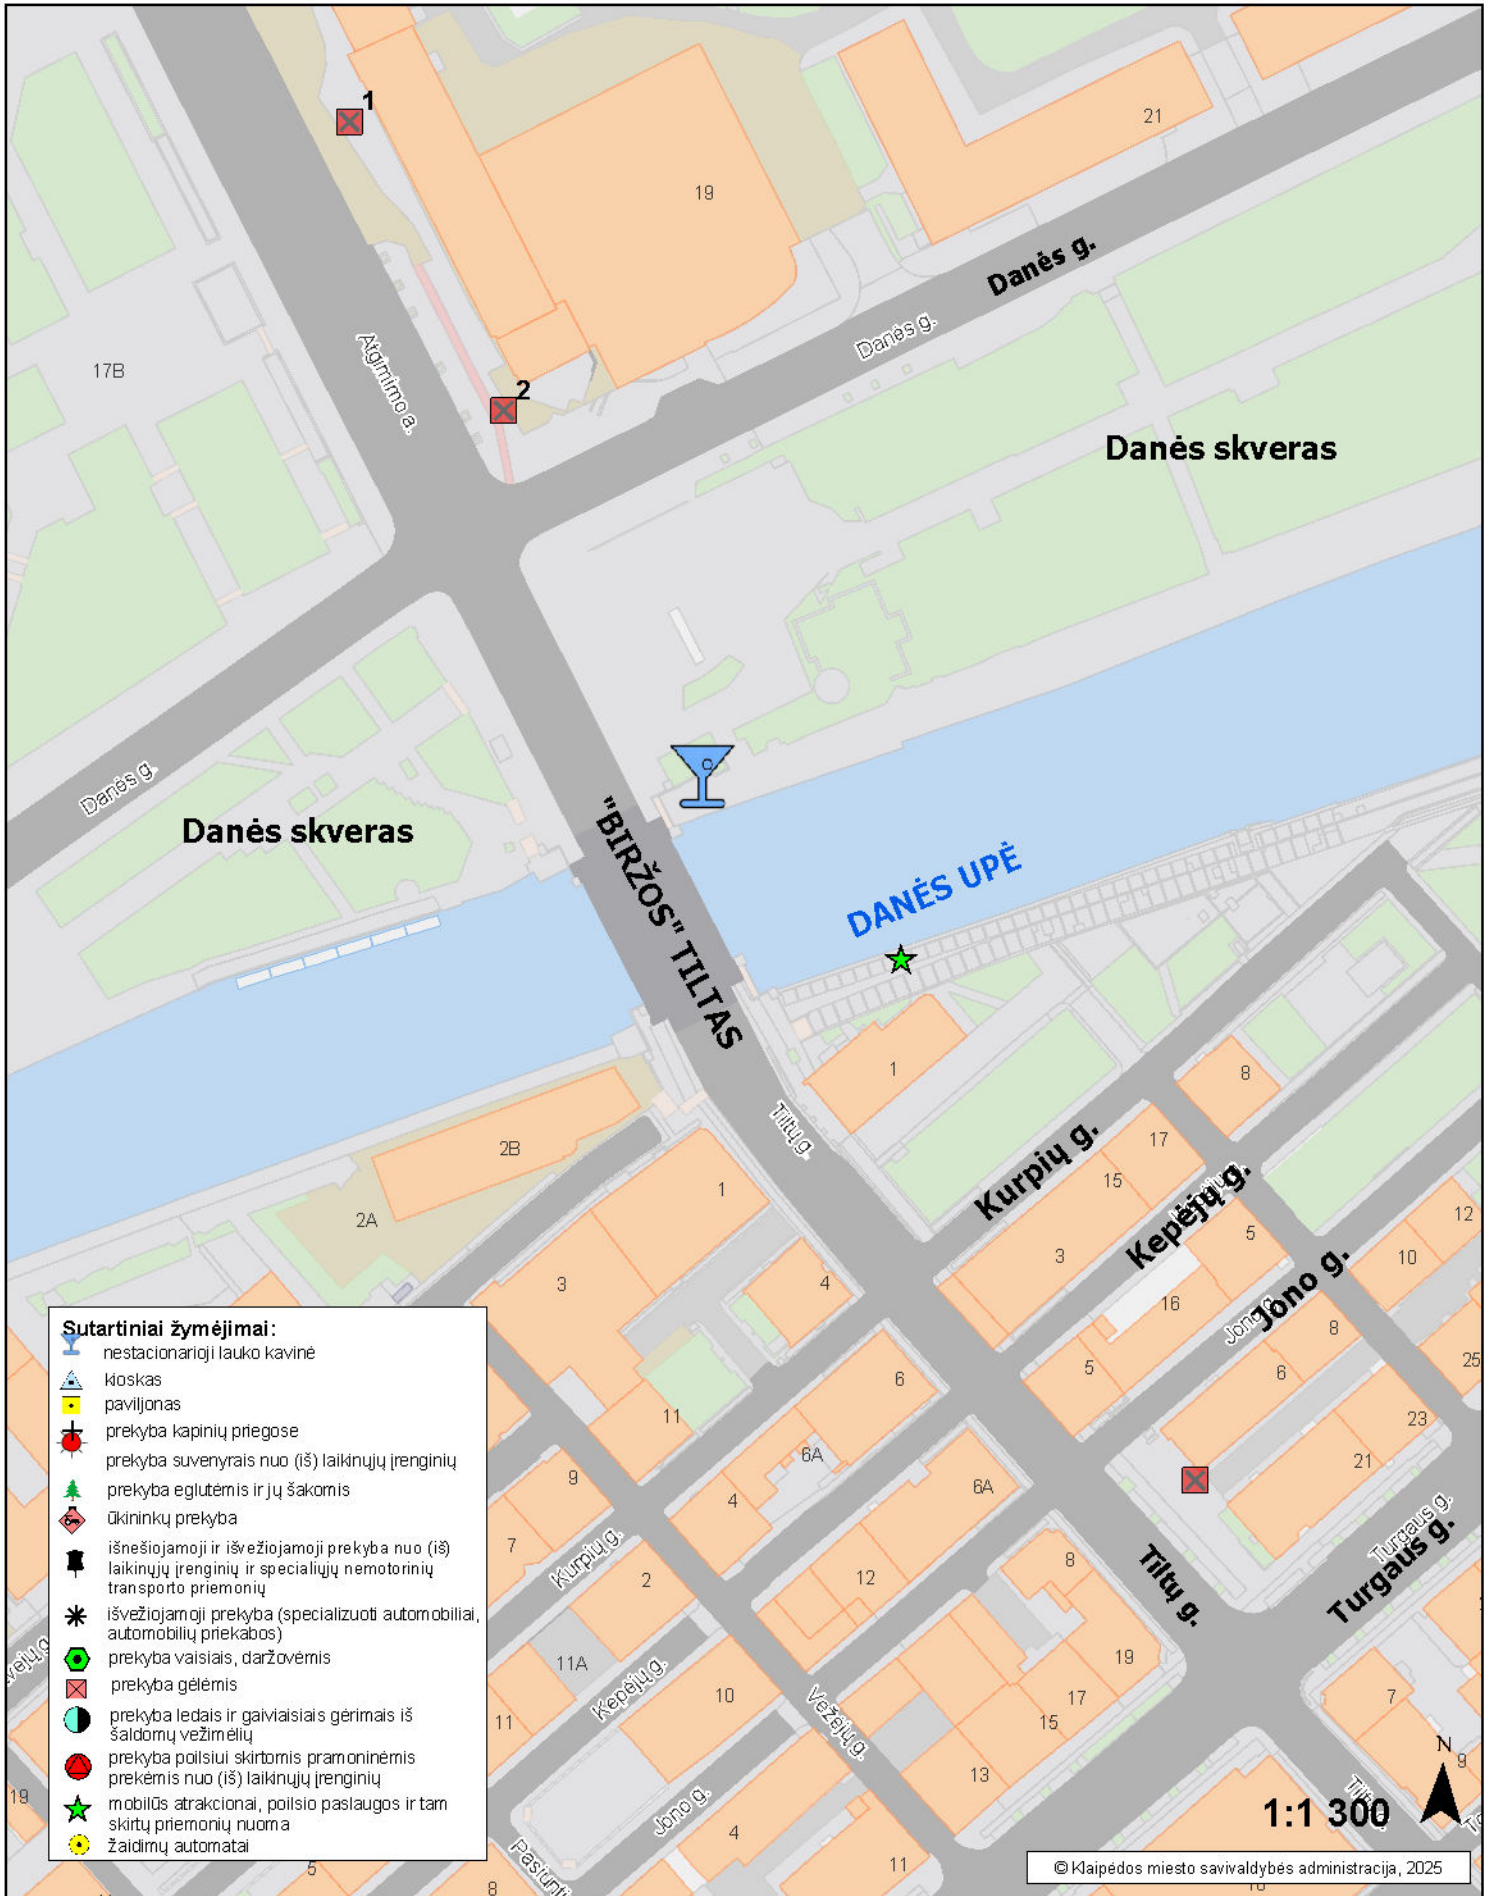 1
21
19
Danės g.
Danės g.
Atgimimo a.
17B
2
Danės skveras
Danės g.
Danės skveras
"BIRŽOS" TILTAS
DANĖS UPĖ
1
8
Tiltų g.
Kurpių g.
17
15
2B
1
Kepėjų g.
2A
12
5
10
3
3
4
16
Jono g.
Jono g.
8
25
5
6
6
11
23
21
6A
9
6A
4
Turgaus g.
Turgaus g.
7
Kurpių g.
8
Tiltų g.
2
12
11A
Kepėjų g.
19
10
17
7
11
15
Vežėjų g.
13
9
19
Jono g.
4
11
5
8
Sutartiniai žymėjimai:
nestacionarioji lauko kavinė
kioskas
paviljonas
prekyba kapinių priegose
prekyba suvenyrais nuo (iš) laikinųjų įrenginių
prekyba eglutėmis ir jų šakomis
ūkininkų prekyba
išnešiojamoji ir išvežiojamoji prekyba nuo (iš)
laikinųjų įrenginių ir specialiųjų nemotorinių
transporto priemonių
išvežiojamoji prekyba (specializuoti automobiliai,
automobilių priekabos)
prekyba vaisiais, daržovėmis
prekyba gėlėmis
prekyba ledais ir gaiviaisiais gėrimais iš
šaldomų vežimėlių
prekyba poilsiui skirtomis pramoninėmis
prekėmis nuo (iš) laikinųjų įrenginių
mobilūs atrakcionai, poilsio paslaugos ir tam
skirtų priemonių nuoma
žaidimų automatai
N
1:1 300
© Klaipėdos miesto savivaldybės administracija, 2025